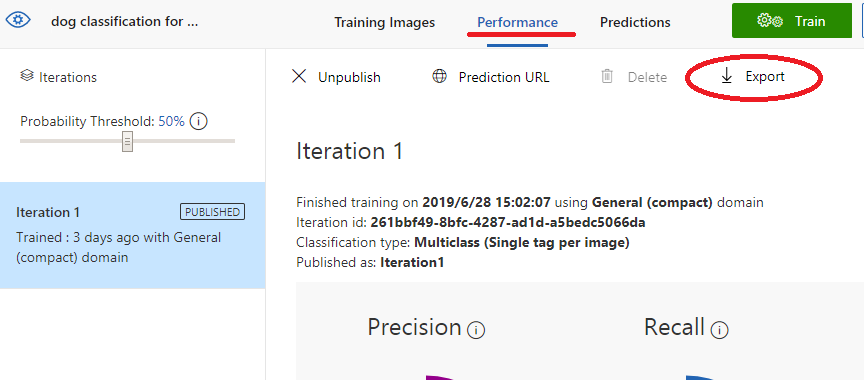 dog classification for ...
Training Images
Performance
Predictions
Train
Iterations
Probability Threshold: 50%
Iteration 1
PUBLISHED
Trained : 3 days ago with General
(compact) domain
Unpublish
Prediction URL
Delete
Export
Iteration 1
Finished training on 2019/6/28 15:02:07 using General (compact) domain
Iteration id: 261bbf49-8bfc-4287-ad1d-a5bedc5066da
Classification type: Multiclass (Single tag per image)
Published as: Iteration1
Precision
Recall